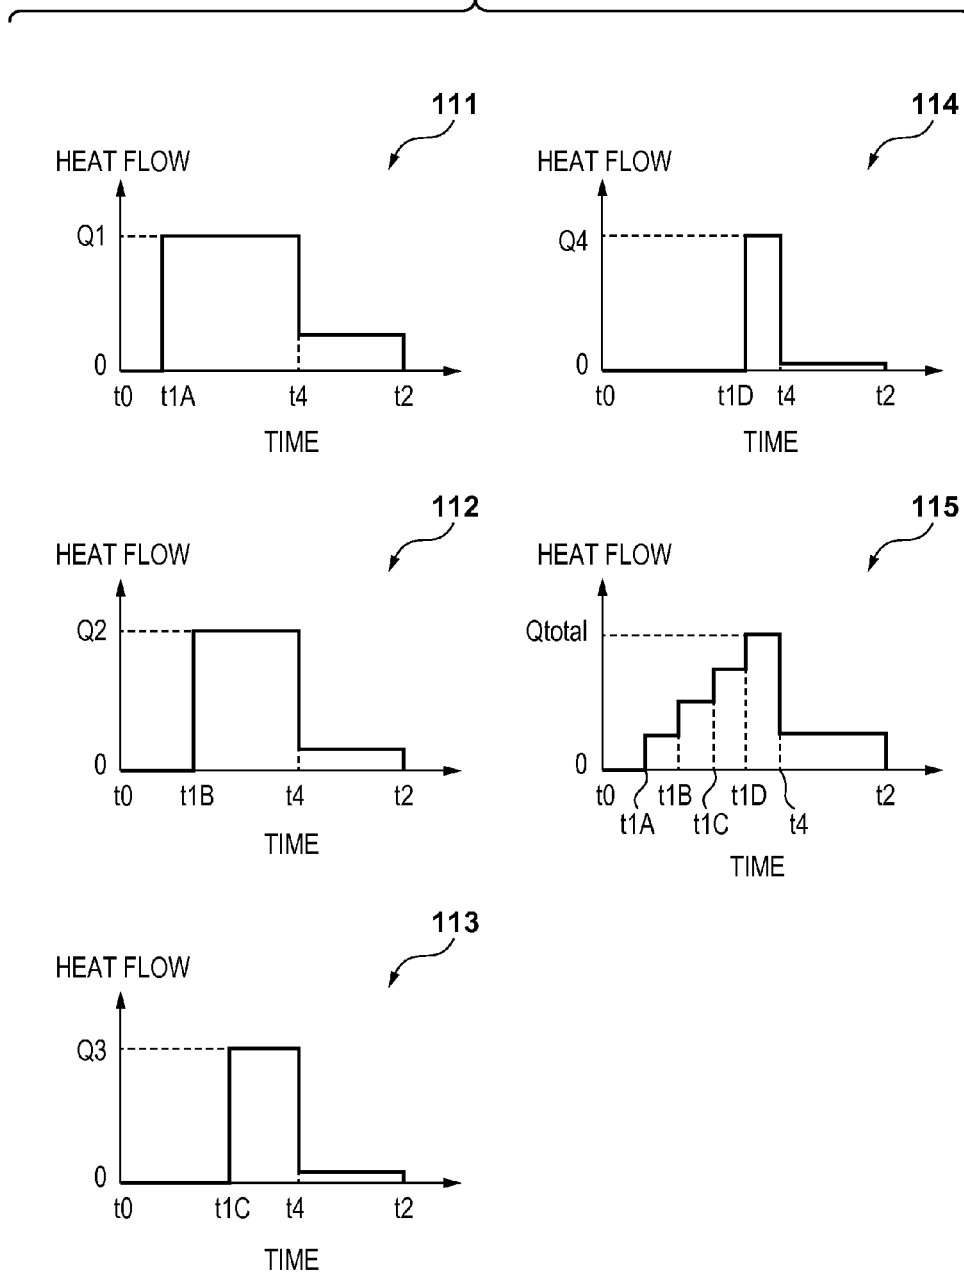 111
HEAT FLOW
Q1
0
t0 t1A t4 t2
TIME
114
HEAT FLOW
Q4
0
t0 t1D t4 t2
TIME
112
HEAT FLOW
Q2
0
t0 t1B t4 t2
TIME
115
HEAT FLOW
Qtotal
0
t0 t1B t1D t2
t1A t1C t4
TIME
113
HEAT FLOW
Q3
0
t0 t1C t4 t2
TIME